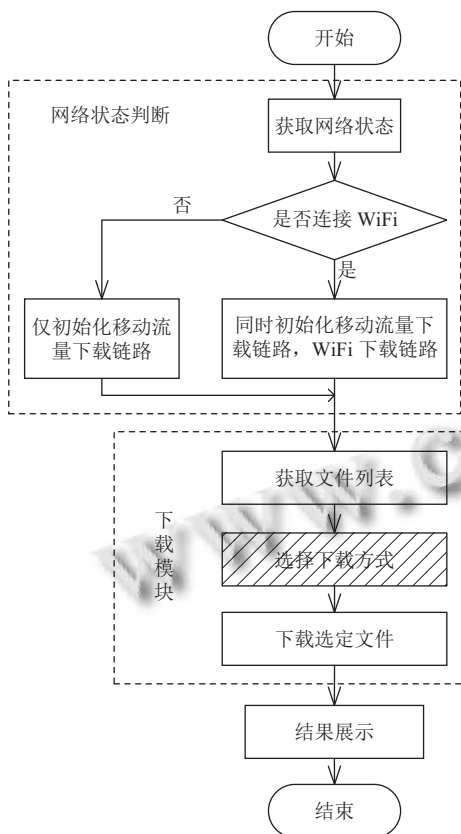 开始
网络状态判断
获取网络状态
是否连接 WiFi
否
是
仅初始化移动流
量下载链路
同时初始化移动流量下
载链路，WiFi 下载链路
获取文件列表
下
载
模
块
选择下载方式
下载选定文件
结果展示
结束
www.c